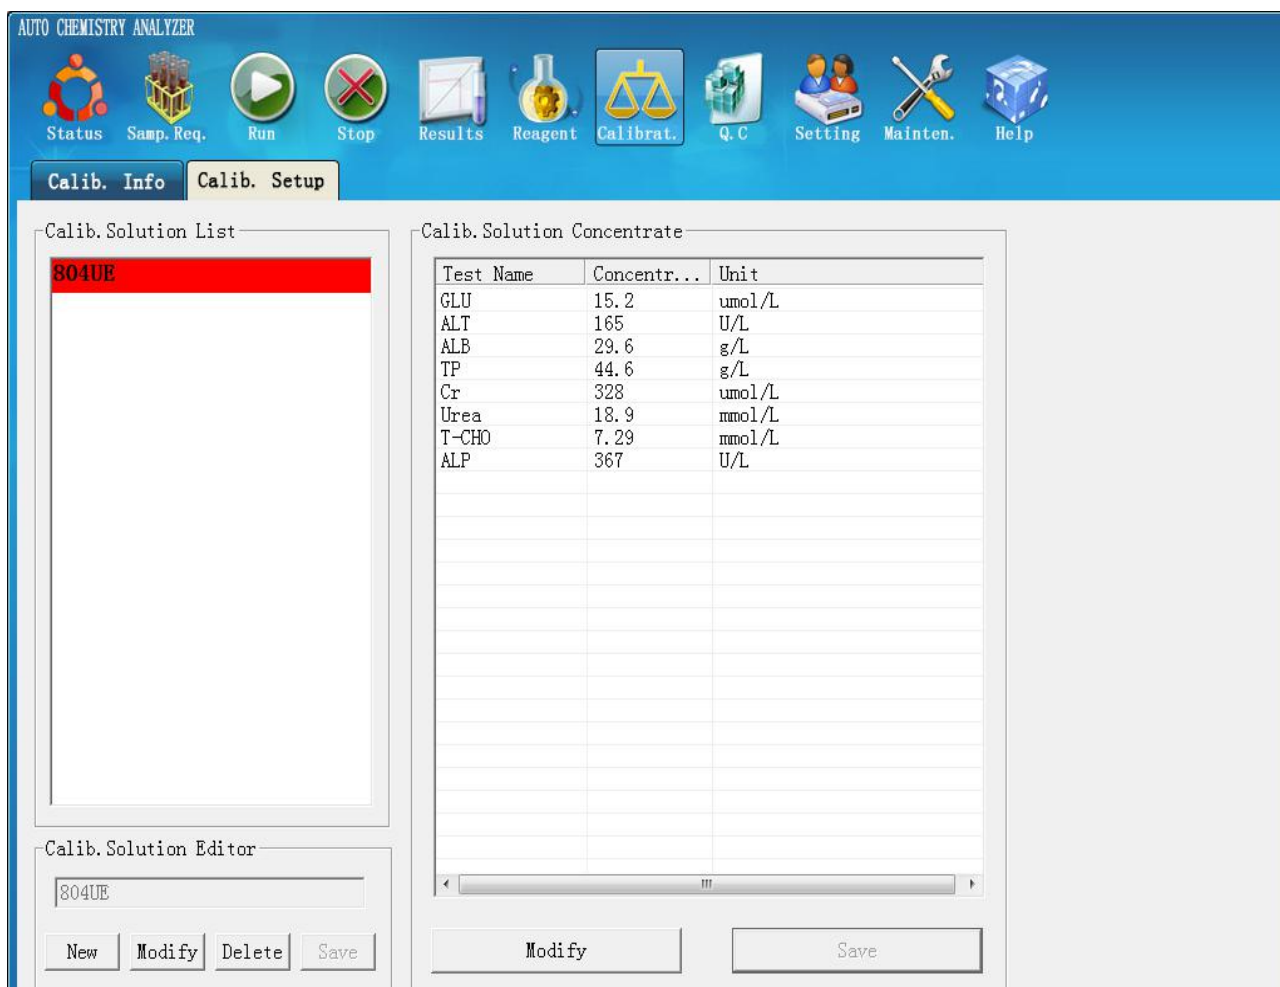 AUTO CHEMISTRY ANALYZER
Status Samp. Req. Run Stop Results Reagent Calibrat. Q.C Setting Mainten. Help
Calib. Info Calib. Setup
Calib. Solution List
804UE
Calib. Solution Concentrate
Test Name Concentr... Unit
GLU 15.2 umol/L
ALT 165 U/L
ALB 29.6 g/L
TP 44.6 g/L
Cr 328 umol/L
Urea 18.9 mmol/L
T-CHO 7.29 mmol/L
ALP 367 U/L
Calib. Solution Editor
804UE
New Modify Delete Save
Modify Save